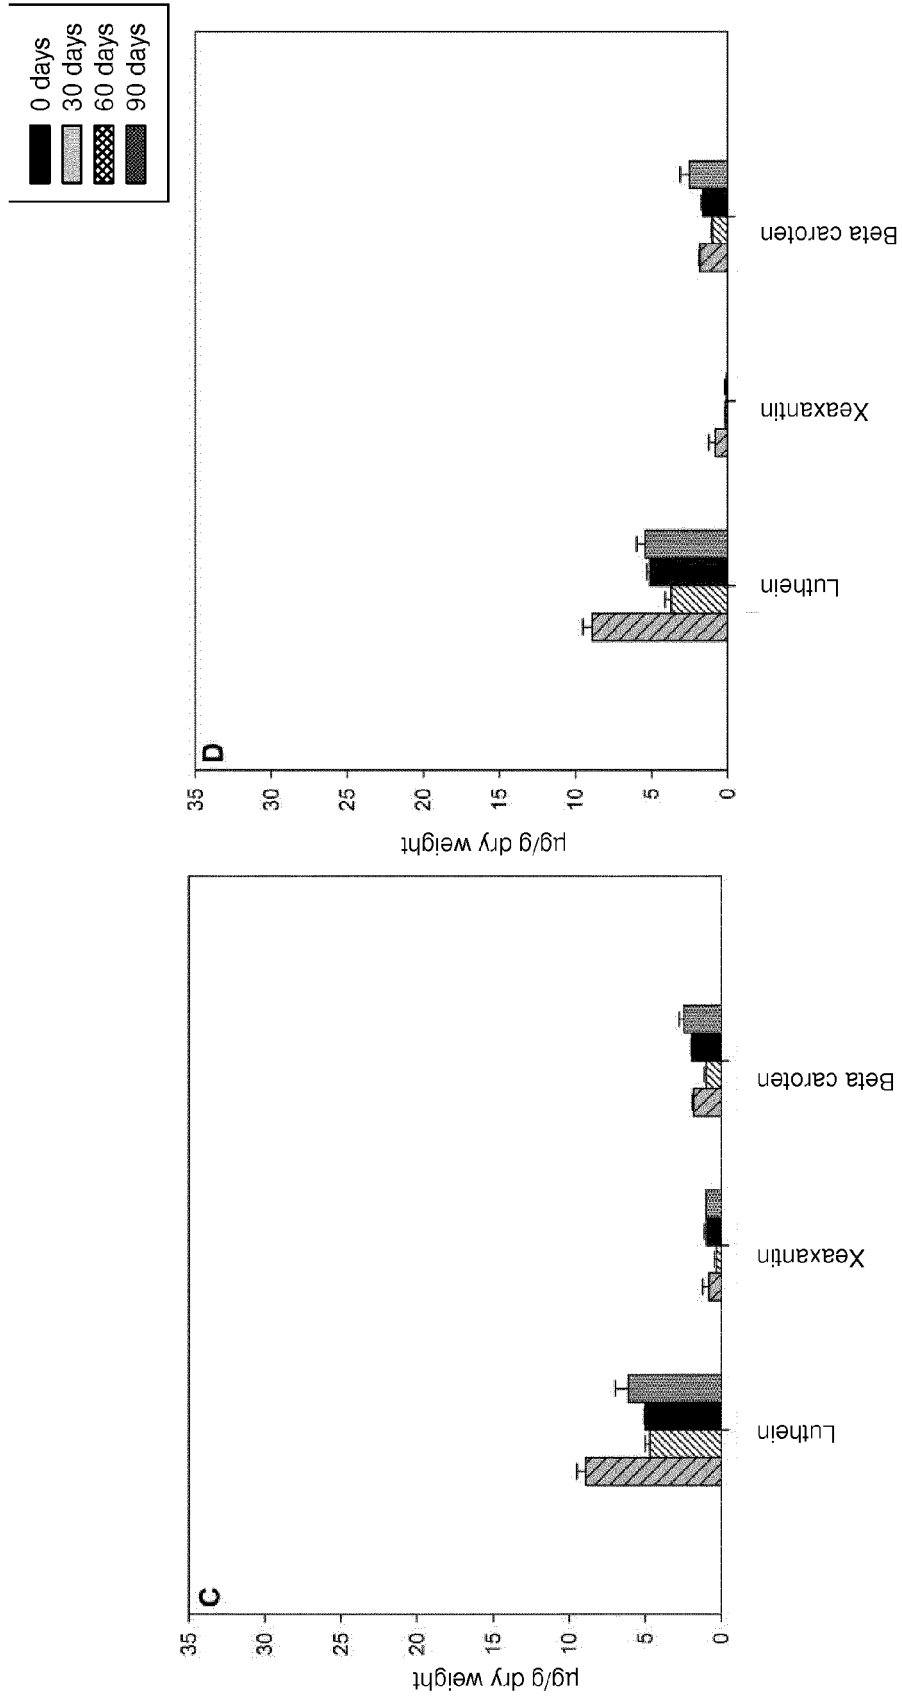 0 days
30 days
60 days
90 days
D
35
30
25
20
15
10
5
0
µg/g dry weight
Luthein
Xeaxantin
Beta caroten
C
35
30
25
20
15
10
5
0
µg/g dry weight
Luthein
Xeaxantin
Beta caroten